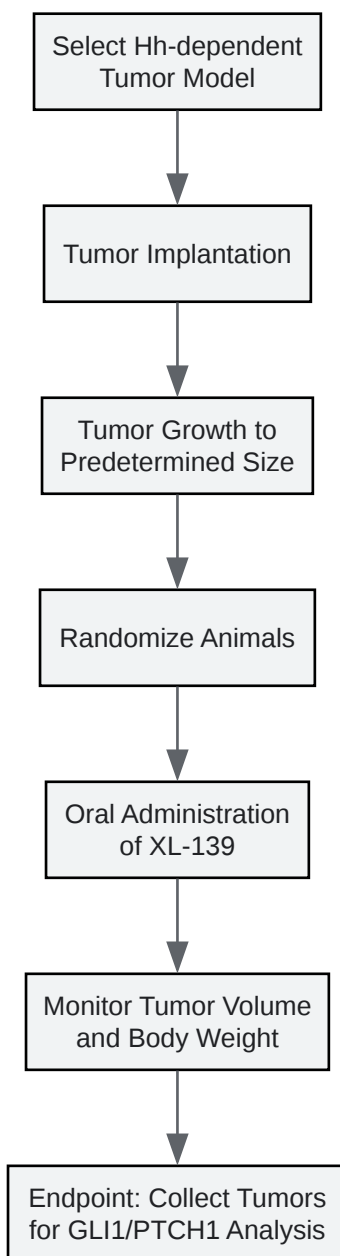 Select Hh-dependent
Tumor Model
Tumor Implantation
Tumor Growth to
Predetermined Size
Randomize Animals
Oral Administration
of XL-139
Monitor Tumor Volume
and Body Weight
Endpoint: Collect Tumors
for GLI1/PTCH1 Analysis